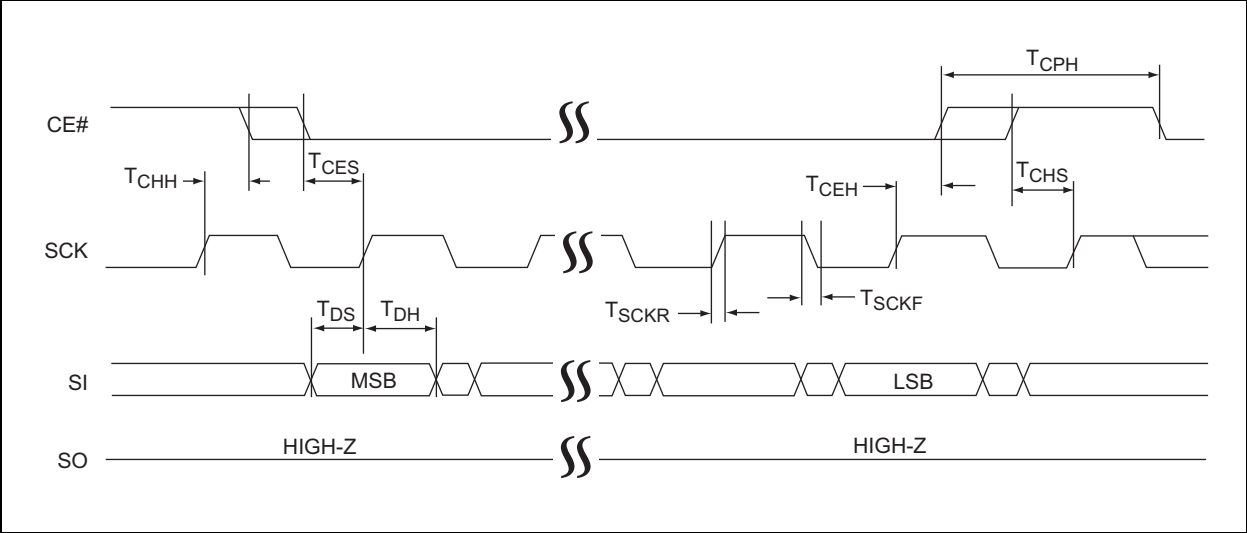 TCPH
CE#
TCES
TCHH
TCEH
TCHS
SCK
TSCKR
TSCKF
TDS
TDH
SI
MSB
LSB
SO
HIGH-Z
HIGH-Z